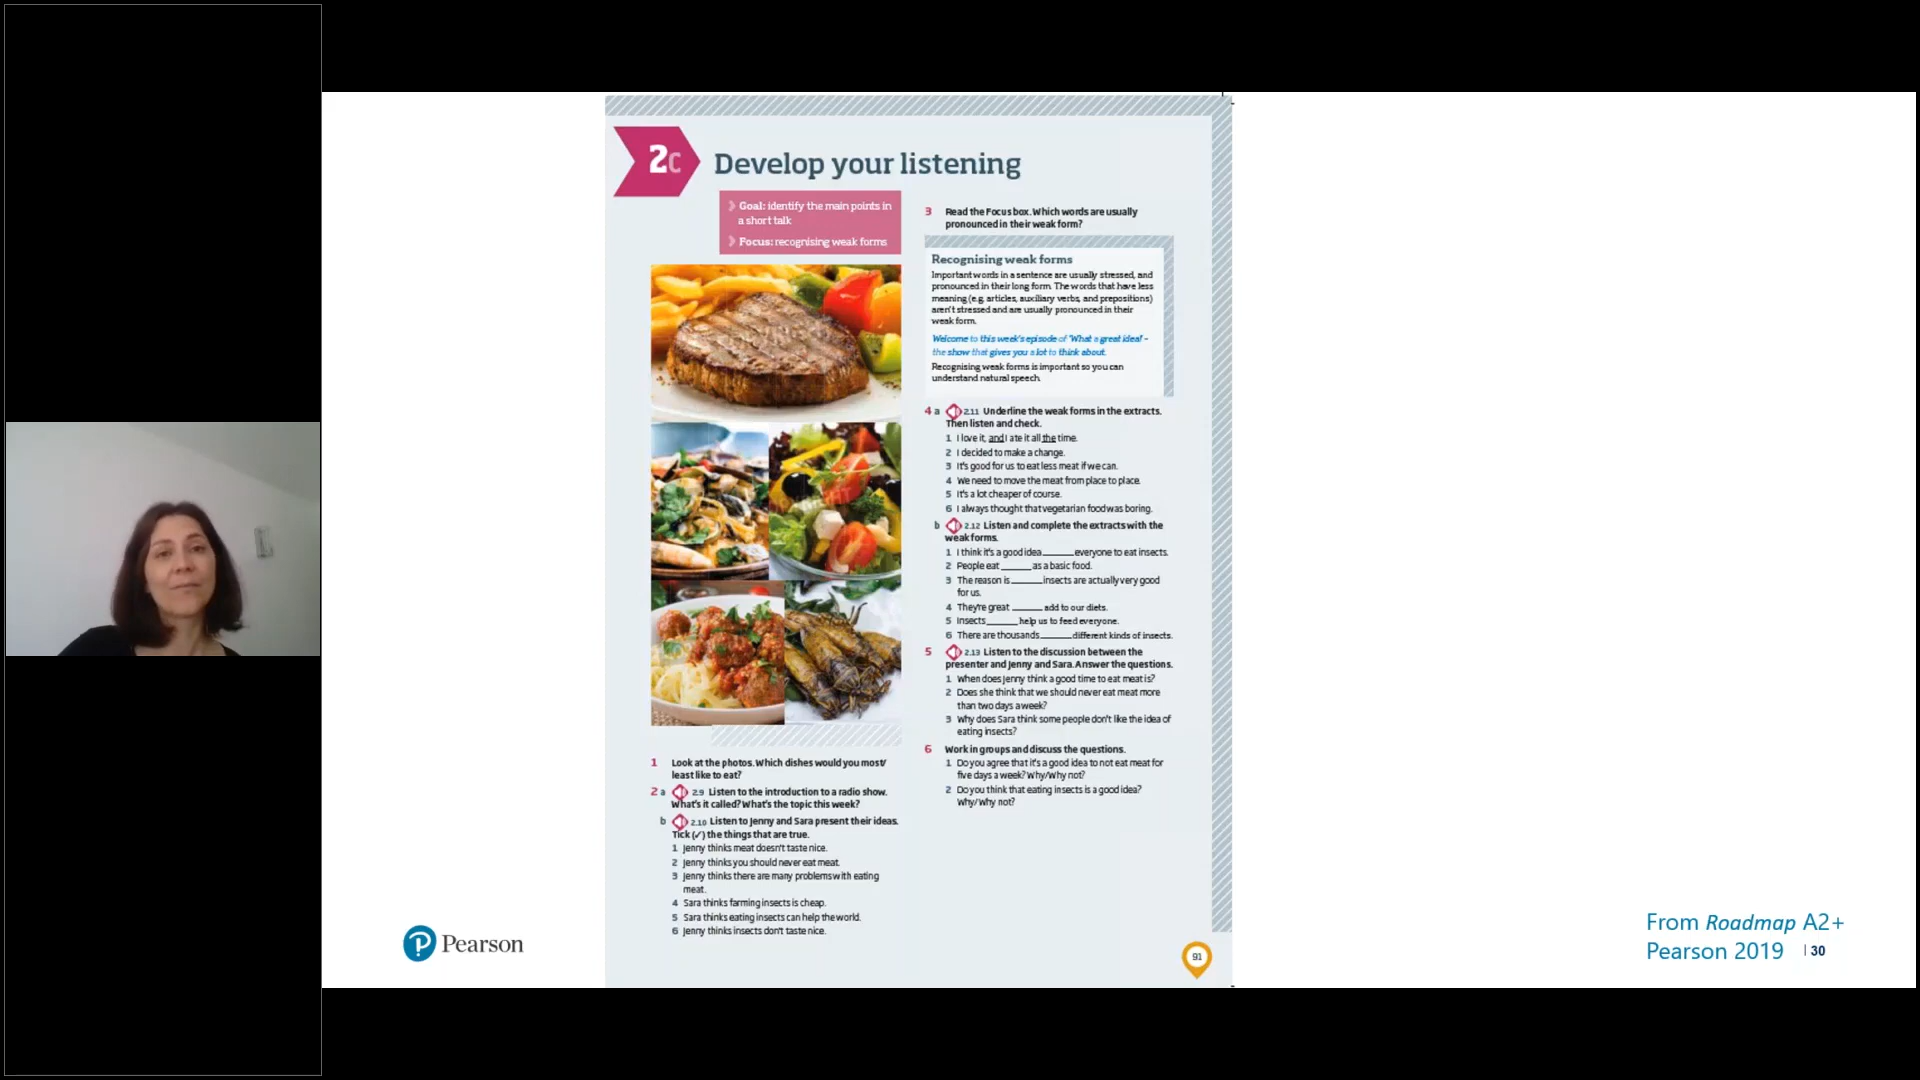 2C
Develop your listening
Goal: identify the main points in
a short talk
Focus: recognising weak forms
1 Look at the photos. Which dishes would you most/
least like to eat?
2 a 2.9 Listen to the introduction to a radio show.
What's it called? What's the topic this week?
b 2.10 Listen to Jenny and Sara present their ideas.
Tick (✓) the things that are true.
1 Jenny thinks meat doesn't taste nice.
2 Jenny thinks you should never eat meat.
3 Jenny thinks there are many problems with eating
meat.
4 Sara thinks farming insects is cheap.
5 Sara thinks eating insects can help the world.
6 Jenny thinks insects don't taste nice.
3 Read the Focus box. Which words are usually
pronounced in their weak form?
Recognising weak forms
Important words in a sentence are usually stressed, and
pronounced in their long form. The words that have less
meaning (e.g. articles, auxiliary verbs, and prepositions)
aren't stressed and are usually pronounced in their
weak form.
Welcome to this week's episode of 'What a great idea! –
the show that gives you a lot to think about.
Recognising weak forms is important so you can
understand natural speech.
4 a 2.11 Underline the weak forms in the extracts.
Then listen and check.
1 I love it, and I ate it all the time.
2 I decided to make a change.
3 It's good for us to eat less meat if we can.
4 We need to move the meat from place to place.
5 It's a lot cheaper of course.
6 I always thought that vegetarian food was boring.
b 2.12 Listen and complete the extracts with the
weak forms.
1 I think it's a good idea ______ everyone to eat insects.
2 People eat ______ as a basic food.
3 The reason is ______ insects are actually very good
for us.
4 They're great ______ add to our diets.
5 Insects ______ help us to feed everyone.
6 There are thousands ______ different kinds of insects.
5 2.13 Listen to the discussion between the
presenter and Jenny and Sara. Answer the questions.
1 When does Jenny think a good time to eat meat is?
2 Does she think that we should never eat meat more
than two days a week?
3 Why does Sara think some people don't like the idea of
eating insects?
6 Work in groups and discuss the questions.
1 Do you agree that it's a good idea to not eat meat for
five days a week? Why/Why not?
2 Do you think that eating insects is a good idea?
Why/Why not?
91
Pearson
From Roadmap A2+
Pearson 2019 | 30